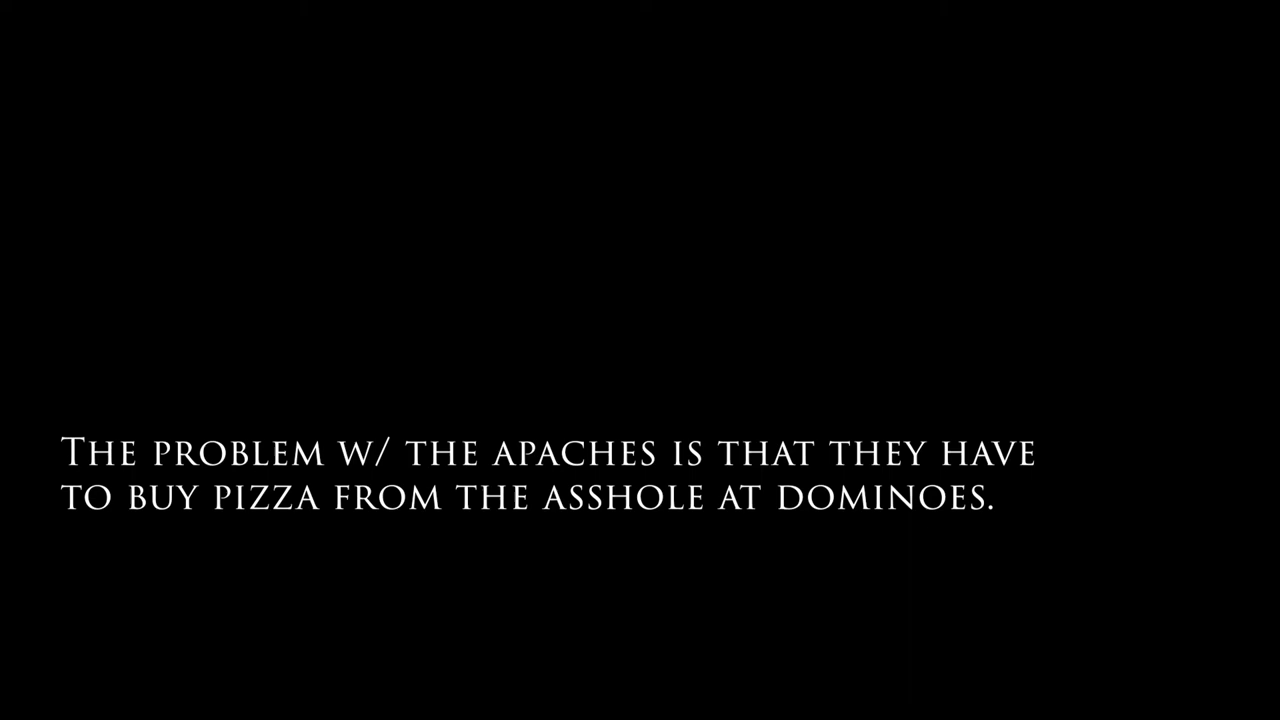 The problem w/ the apaches is that they have
to buy pizza from the asshole at dominoes.